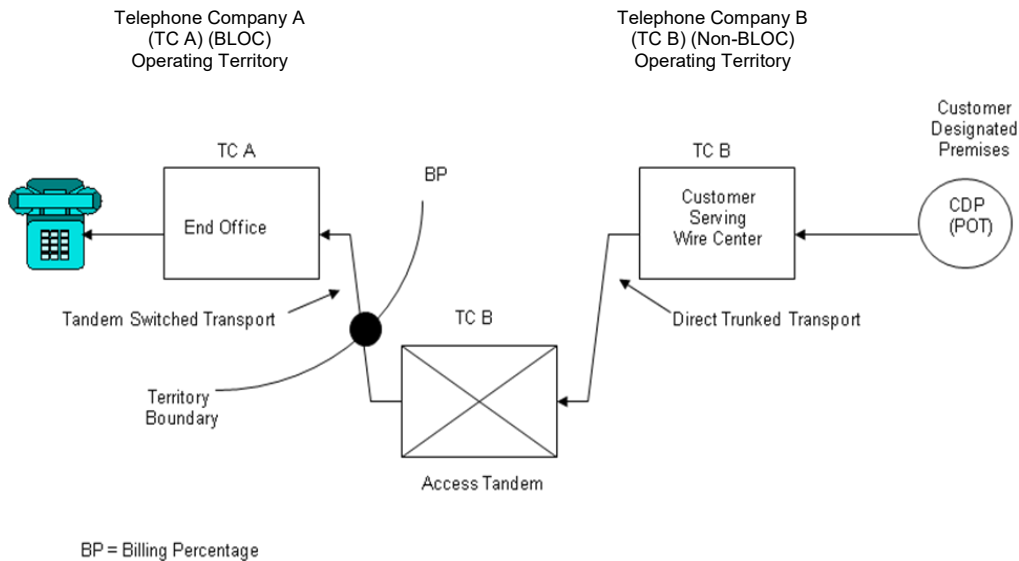 Telephone Company A
(TC A) (BLOC)
Operating Territory
Telephone Company B
(TC B) (Non-BLOC)
Operating Territory
Customer
Designated
Premises
TC A
BP
TC B
End Office
Customer
Serving
Wire Center
CDP
(POT)
Tandem Switched Transport
TC B
Direct Trunked Transport
Territory
Boundary
Access Tandem
BP = Billing Percentage